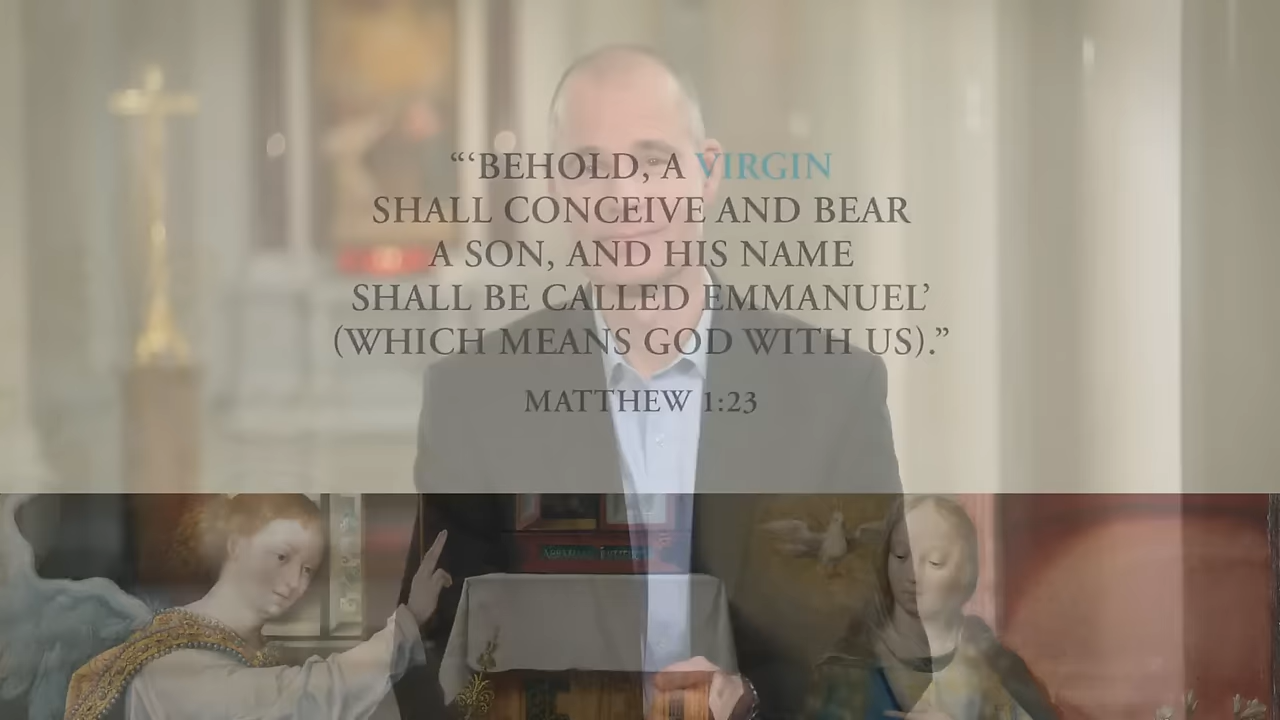 “‘BEHOLD, A VIRGIN
SHALL CONCEIVE AND BEAR
A SON, AND HIS NAME
SHALL BE CALLED EMMANUEL’
(WHICH MEANS GOD WITH US).”
MATTHEW 1:23